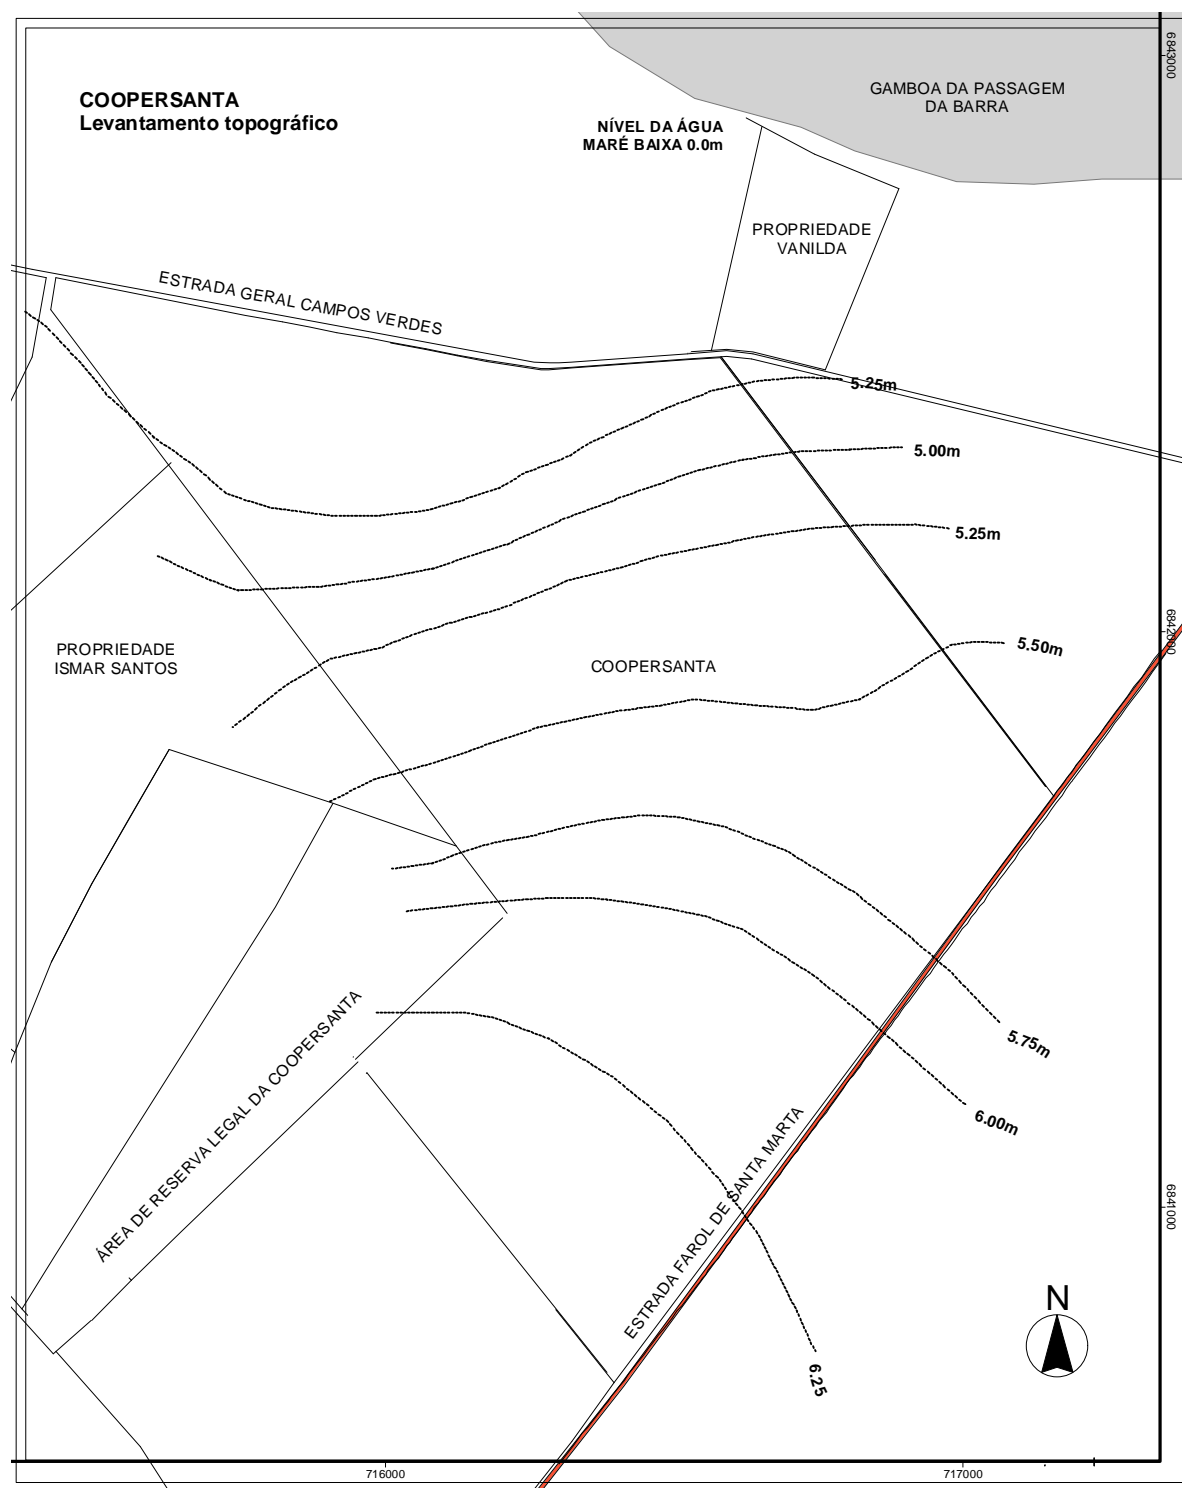 COOPERSANTA
Levantamento topográfico
GAMBOA DA PASSAGEM
DA BARRA
6843000
NÍVEL DA ÁGUA
MARÉ BAIXA 0.0m
PROPRIEDADE
VANILDA
ESTRADA GERAL CAMPOS VERDES
5.25m
5.00m
5.25m
6842000
5.50m
PROPRIEDADE
ISMAR SANTOS
COOPERSANTA
5.75m
6.00m
ÁREA DE RESERVA LEGAL DA COOPERSANTA
ESTRADA FAROL DE SANTA MARTA
6841000
N
6.25
716000
717000